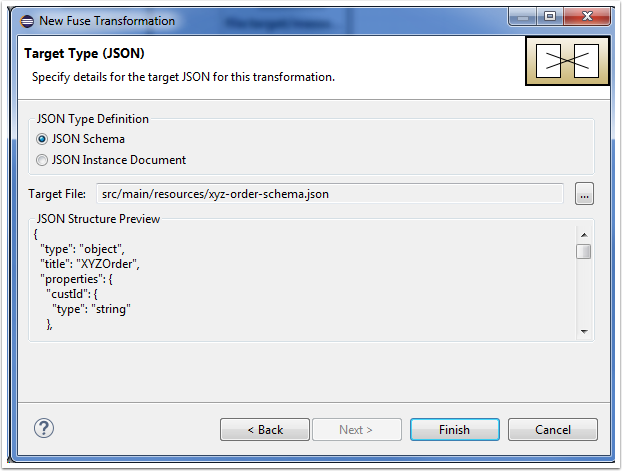 New Fuse Transformation
Target Type (JSON)
Specify details for the target JSON for this transformation.
JSON Type Definition
JSON Schema
JSON Instance Document
Target File: src/main/resources/xyz-order-schema.json ...
JSON Structure Preview
{
"type": "object",
"title": "XYZOrder",
"properties": {
"custId": {
"type": "string"
},
? < Back Next > Finish Cancel